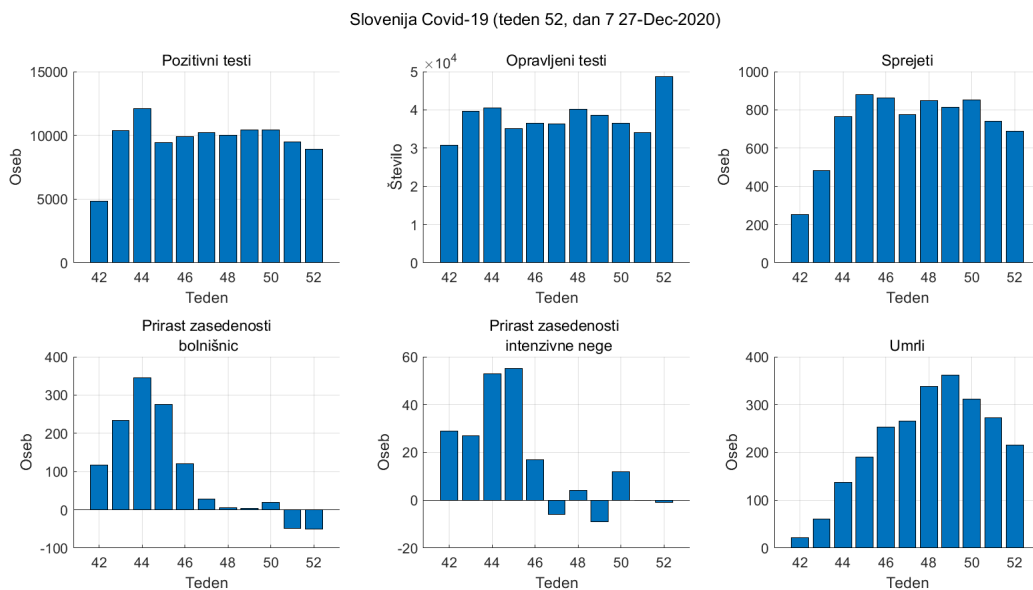 Slovenija Covid-19 (teden 52, dan 7 27-Dec-2020)
Pozitivni testi
15000
10000
5000
0
Oseb
42 44 46 48 50 52
Teden
Opravljeni testi
×10⁴
5
4
3
2
1
0
Število
42 44 46 48 50 52
Teden
Sprejeti
1000
800
600
400
200
0
Oseb
42 44 46 48 50 52
Teden
Prirast zasedenosti
bolnišnic
400
300
200
100
0
-100
Oseb
42 44 46 48 50 52
Teden
Prirast zasedenosti
intenzivne nege
60
40
20
0
-20
Oseb
42 44 46 48 50 52
Teden
Umrli
400
300
200
100
0
Oseb
42 44 46 48 50 52
Teden